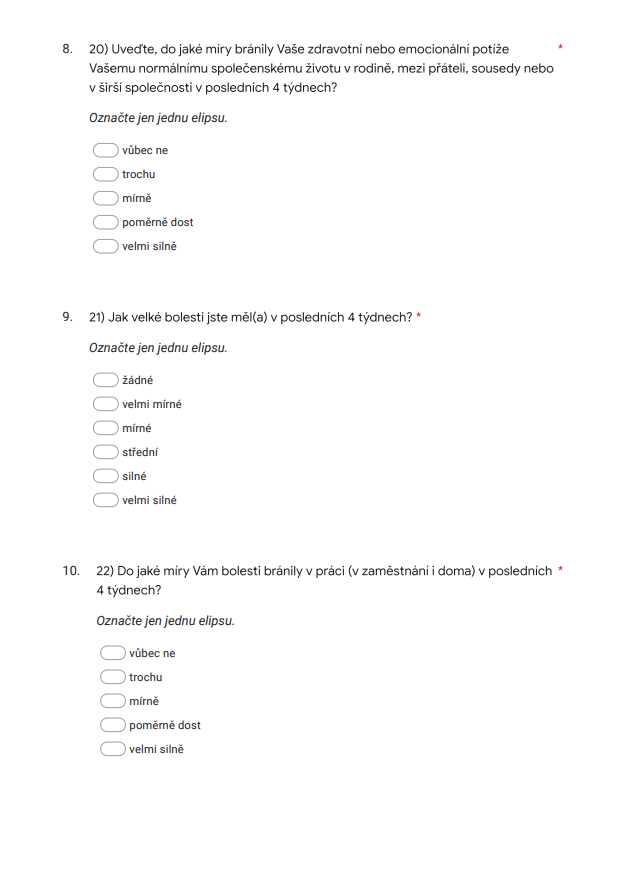 8. 20) Uveďte, do jaké míry bránily Vaše zdravotní nebo emocionální potíže *
Vašemu normálnímu společenskému životu v rodině, mezi přáteli, sousedy nebo
v širší společnosti v posledních 4 týdnech?
Označte jen jednu elipsu.
vůbec ne
trochu
mírně
poměrně dost
velmi silně
9. 21) Jak velké bolesti jste měl(a) v posledních 4 týdnech? *
Označte jen jednu elipsu.
žádné
velmi mírné
mírné
střední
silné
velmi silné
10. 22) Do jaké míry Vám bolesti bránily v práci (v zaměstnání i doma) v posledních *
4 týdnech?
Označte jen jednu elipsu.
vůbec ne
trochu
mírně
poměrně dost
velmi silně